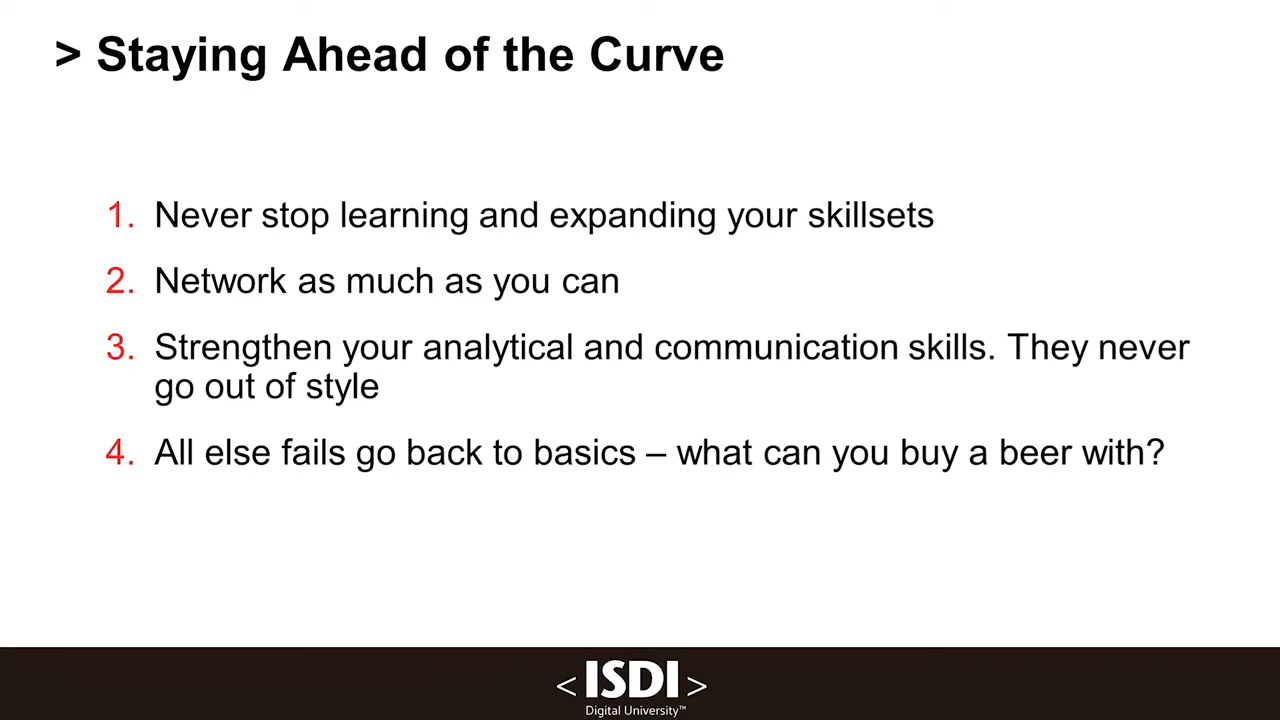 > Staying Ahead of the Curve
1. Never stop learning and expanding your skillsets
2. Network as much as you can
3. Strengthen your analytical and communication skills. They never
go out of style
4. All else fails go back to basics – what can you buy a beer with?
<ISDI>
Digital University™